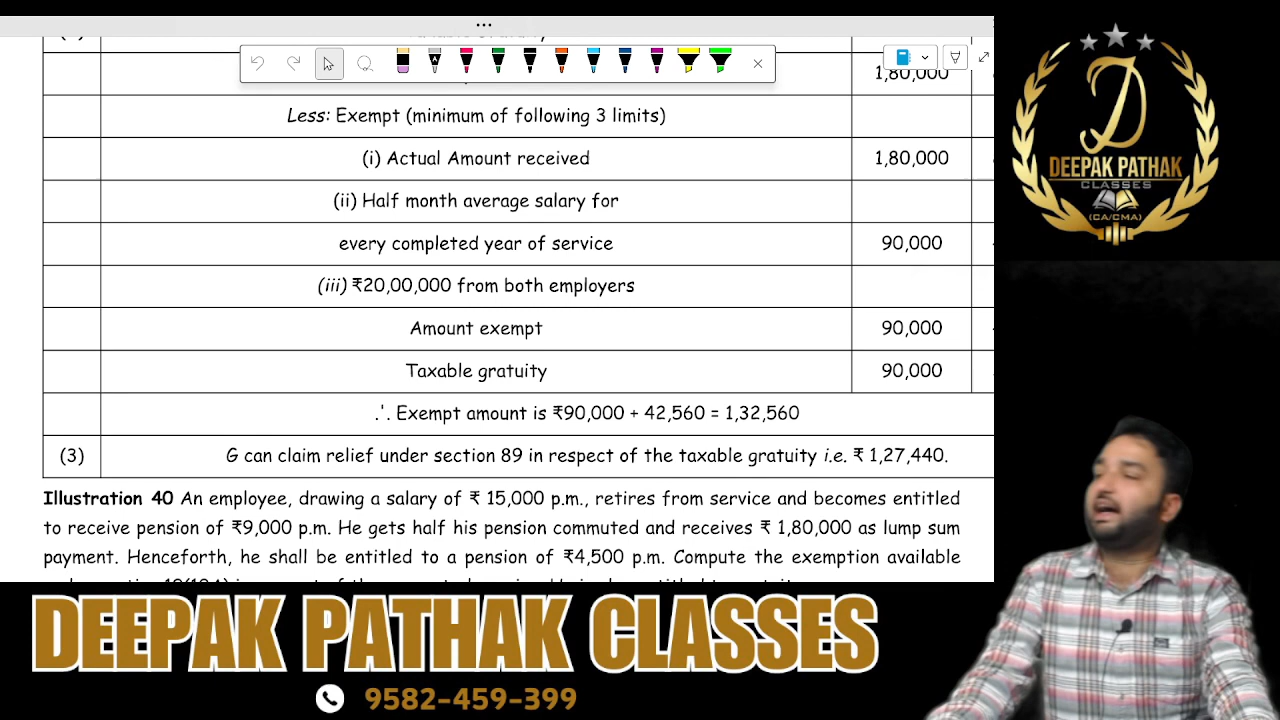 1,80,000
Less: Exempt (minimum of following 3 limits)
(i) Actual Amount received 1,80,000
(ii) Half month average salary for
every completed year of service 90,000
(iii) ₹20,00,000 from both employers
Amount exempt 90,000
Taxable gratuity 90,000
.'. Exempt amount is ₹90,000 + 42,560 = 1,32,560
(3) G can claim relief under section 89 in respect of the taxable gratuity i.e. ₹ 1,27,440.
Illustration 40 An employee, drawing a salary of ₹ 15,000 p.m., retires from service and becomes entitled
to receive pension of ₹9,000 p.m. He gets half his pension commuted and receives ₹ 1,80,000 as lump sum
payment. Henceforth, he shall be entitled to a pension of ₹4,500 p.m. Compute the exemption available
D
DEEPAK PATHAK
CLASSES
(CA/CMA)
DEEPAK PATHAK CLASSES
9582-459-399